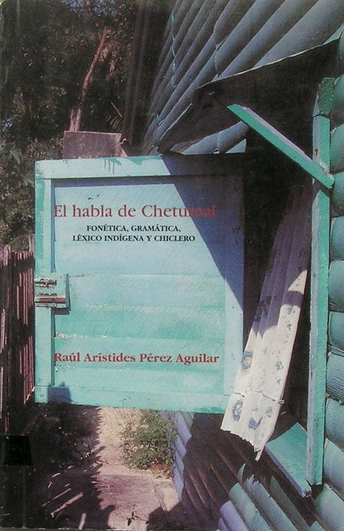 El habla de Chetumal
FONÉTICA, GRAMÁTICA,
LÉXICO INDÍGENA Y CHICLERO
Raúl Arístides Pérez Aguilar